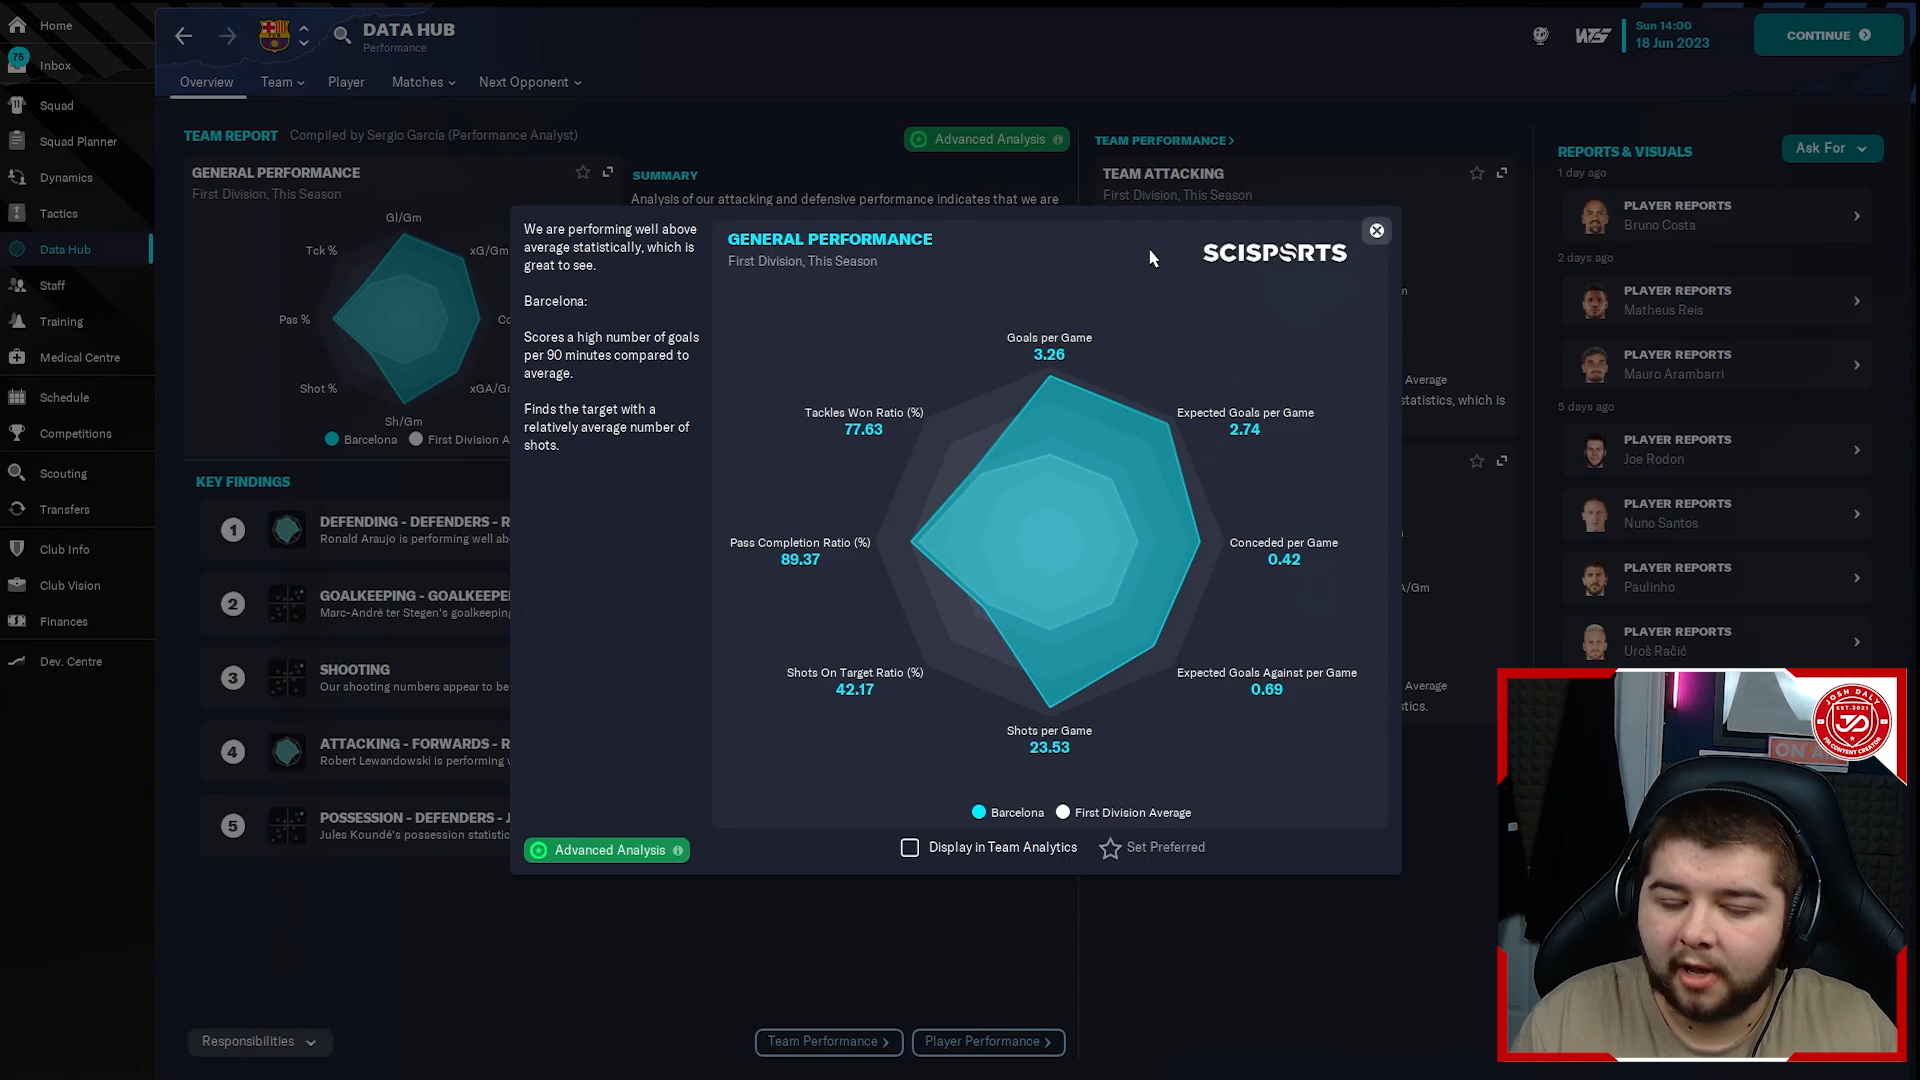 Home
75
Inbox
Squad
Squad Planner
Dynamics
Tactics
Data Hub
Staff
Training
Medical Centre
Schedule
Competitions
Scouting
Transfers
Club Info
Club Vision
Finances
Dev. Centre
DATA HUB
Performance
Sun 14:00
18 Jun 2023
CONTINUE
Overview
Team
Player
Matches
Next Opponent
TEAM REPORT Compiled by Sergio García (Performance Analyst)
Advanced Analysis
GENERAL PERFORMANCE
First Division, This Season
Gl/Gm
Tck %
xG/Gm
Pas %
Co
Shot %
xGA/Gr
Sh/Gm
Barcelona
First Division A
SUMMARY
Analysis of our attacking and defensive performance indicates that we are
KEY FINDINGS
1
DEFENDING - DEFENDERS - R
Ronald Araujo is performing well abo
2
GOALKEEPING - GOALKEEPE
Marc-André ter Stegen's goalkeeping
3
SHOOTING
Our shooting numbers appear to be
4
ATTACKING - FORWARDS - R
Robert Lewandowski is performing w
5
POSSESSION - DEFENDERS - J
Jules Koundé's possession statistic
Responsibilities
Team Performance
Player Performance
TEAM PERFORMANCE
TEAM ATTACKING
First Division, This Season
Average
statistics, which is
A/Gm
Average
stics.
We are performing well above
average statistically, which is
great to see.
Barcelona:
Scores a high number of goals
per 90 minutes compared to
average.
Finds the target with a
relatively average number of
shots.
Advanced Analysis
GENERAL PERFORMANCE
First Division, This Season
SCISPORTS
Goals per Game
3.26
Tackles Won Ratio (%)
77.63
Expected Goals per Game
2.74
Pass Completion Ratio (%)
89.37
Conceded per Game
0.42
Shots On Target Ratio (%)
42.17
Expected Goals Against per Game
0.69
Shots per Game
23.53
Barcelona
First Division Average
Display in Team Analytics
Set Preferred
REPORTS & VISUALS
Ask For
1 day ago
PLAYER REPORTS
Bruno Costa
2 days ago
PLAYER REPORTS
Matheus Reis
PLAYER REPORTS
Mauro Arambarri
5 days ago
PLAYER REPORTS
Joe Rodon
PLAYER REPORTS
Nuno Santos
PLAYER REPORTS
Paulinho
PLAYER REPORTS
Uroš Račić
JOSH DALY
EST. 2021
JD
FM CONTENT CREATOR
ON A